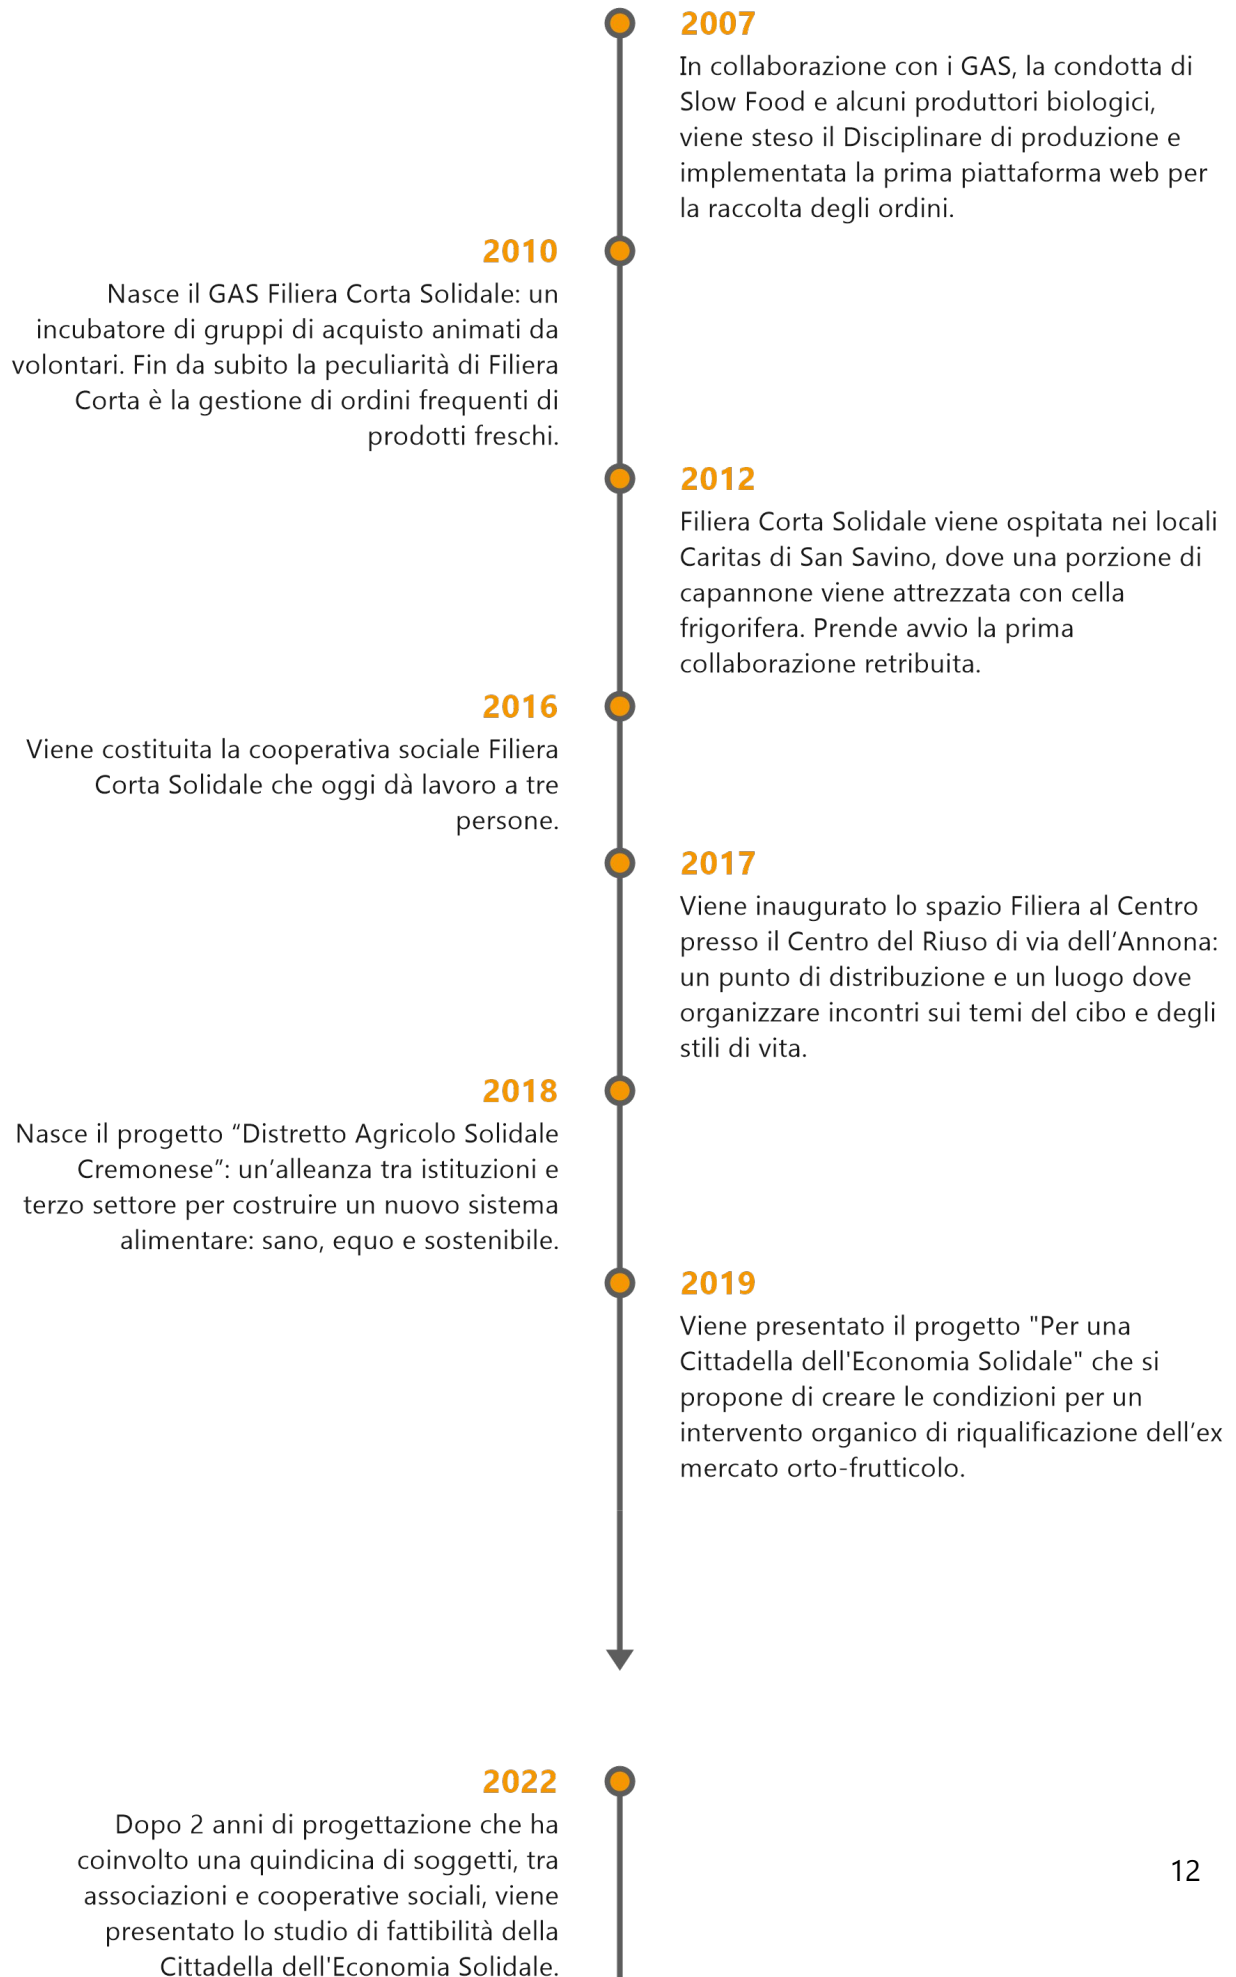 2007
In collaborazione con i GAS, la condotta di
Slow Food e alcuni produttori biologici,
viene steso il Disciplinare di produzione e
implementata la prima piattaforma web per
la raccolta degli ordini.
2010
Nasce il GAS Filiera Corta Solidale: un
incubatore di gruppi di acquisto animati da
volontari. Fin da subito la peculiarità di Filiera
Corta è la gestione di ordini frequenti di
prodotti freschi.
2012
Filiera Corta Solidale viene ospitata nei locali
Caritas di San Savino, dove una porzione di
capannone viene attrezzata con cella
frigorifera. Prende avvio la prima
collaborazione retribuita.
2016
Viene costituita la cooperativa sociale Filiera
Corta Solidale che oggi dà lavoro a tre
persone.
2017
Viene inaugurato lo spazio Filiera al Centro
presso il Centro del Riuso di via dell’Annona:
un punto di distribuzione e un luogo dove
organizzare incontri sui temi del cibo e degli
stili di vita.
2018
Nasce il progetto “Distretto Agricolo Solidale
Cremonese”: un’alleanza tra istituzioni e
terzo settore per costruire un nuovo sistema
alimentare: sano, equo e sostenibile.
2019
Viene presentato il progetto "Per una
Cittadella dell'Economia Solidale" che si
propone di creare le condizioni per un
intervento organico di riqualificazione dell’ex
mercato orto-frutticolo.
2022
Dopo 2 anni di progettazione che ha
coinvolto una quindicina di soggetti, tra
associazioni e cooperative sociali, viene
presentato lo studio di fattibilità della
Cittadella dell'Economia Solidale.
12